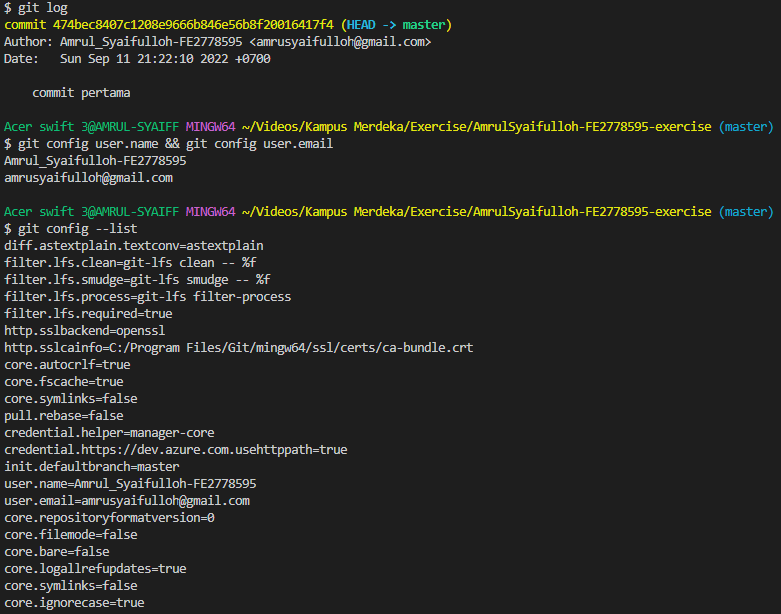 $ git log
commit 474bec8407c1208e9666b846e56b8f20016417f4 (HEAD -> master)
Author: Amrul_Syaifulloh-FE2778595 <amrusyaifulloh@gmail.com>
Date:   Sun Sep 11 21:22:10 2022 +0700
commit pertama
Acer swift 3@AMRUL-SYAIFF MINGW64 ~/Videos/Kampus Merdeka/Exercise/AmrulSyaifulloh-FE2778595-exercise (master)
$ git config user.name && git config user.email
Amrul_Syaifulloh-FE2778595
amrusyaifulloh@gmail.com
Acer swift 3@AMRUL-SYAIFF MINGW64 ~/Videos/Kampus Merdeka/Exercise/AmrulSyaifulloh-FE2778595-exercise (master)
$ git config --list
diff.astextplain.textconv=astextplain
filter.lfs.clean=git-lfs clean -- %f
filter.lfs.smudge=git-lfs smudge -- %f
filter.lfs.process=git-lfs filter-process
filter.lfs.required=true
http.sslbackend=openssl
http.sslcainfo=C:/Program Files/Git/mingw64/ssl/certs/ca-bundle.crt
core.autocrlf=true
core.fscache=true
core.symlinks=false
pull.rebase=false
credential.helper=manager-core
credential.https://dev.azure.com.usehttppath=true
init.defaultbranch=master
user.name=Amrul_Syaifulloh-FE2778595
user.email=amrusyaifulloh@gmail.com
core.repositoryformatversion=0
core.filemode=false
core.bare=false
core.logallrefupdates=true
core.symlinks=false
core.ignorecase=true